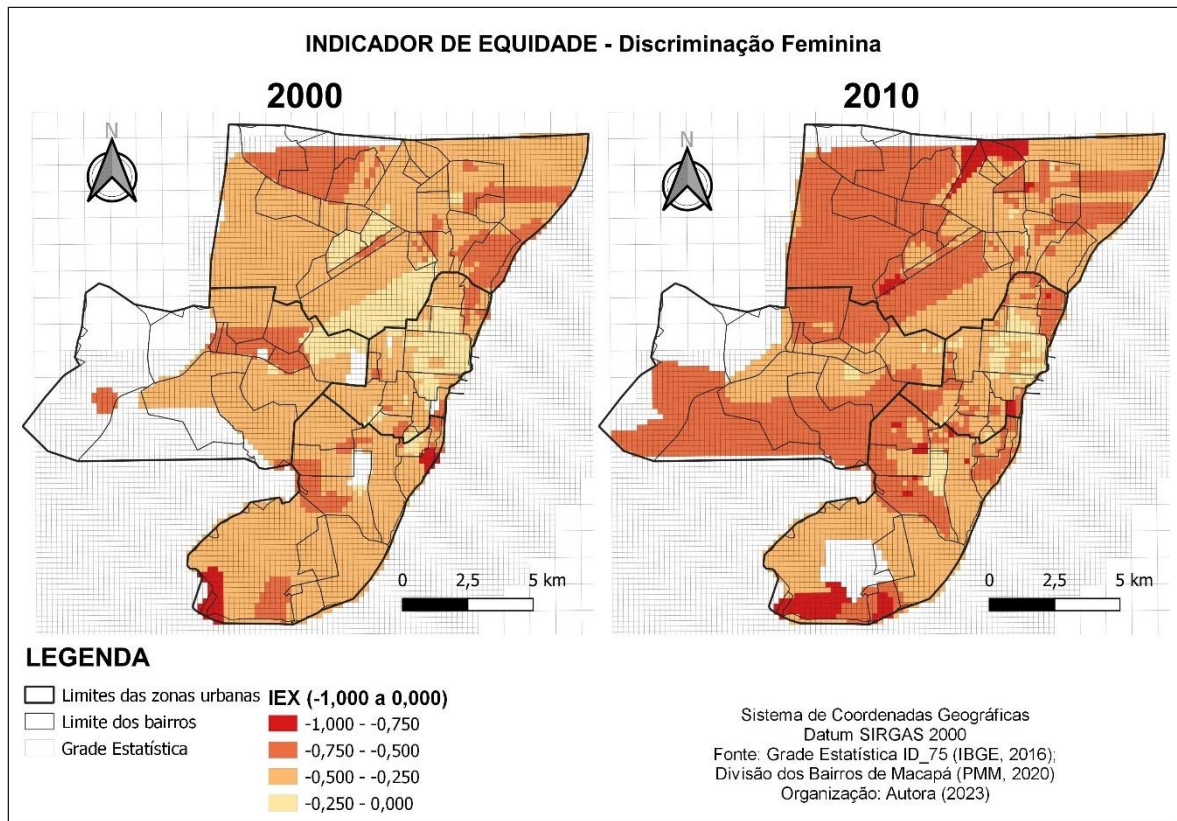 INDICADOR DE EQUIDADE - Discriminação Feminina
2000
2010
N
N
0 2,5 5 km
0 2,5 5 km
LEGENDA
Limites das zonas urbanas
Limite dos bairros
Grade Estatística
IEX (-1,000 a 0,000)
-1,000 - -0,750
-0,750 - -0,500
-0,500 - -0,250
-0,250 - 0,000
Sistema de Coordenadas Geográficas
Datum SIRGAS 2000
Fonte: Grade Estatística ID_75 (IBGE, 2016);
Divisão dos Bairros de Macapá (PMM, 2020)
Organização: Autora (2023)